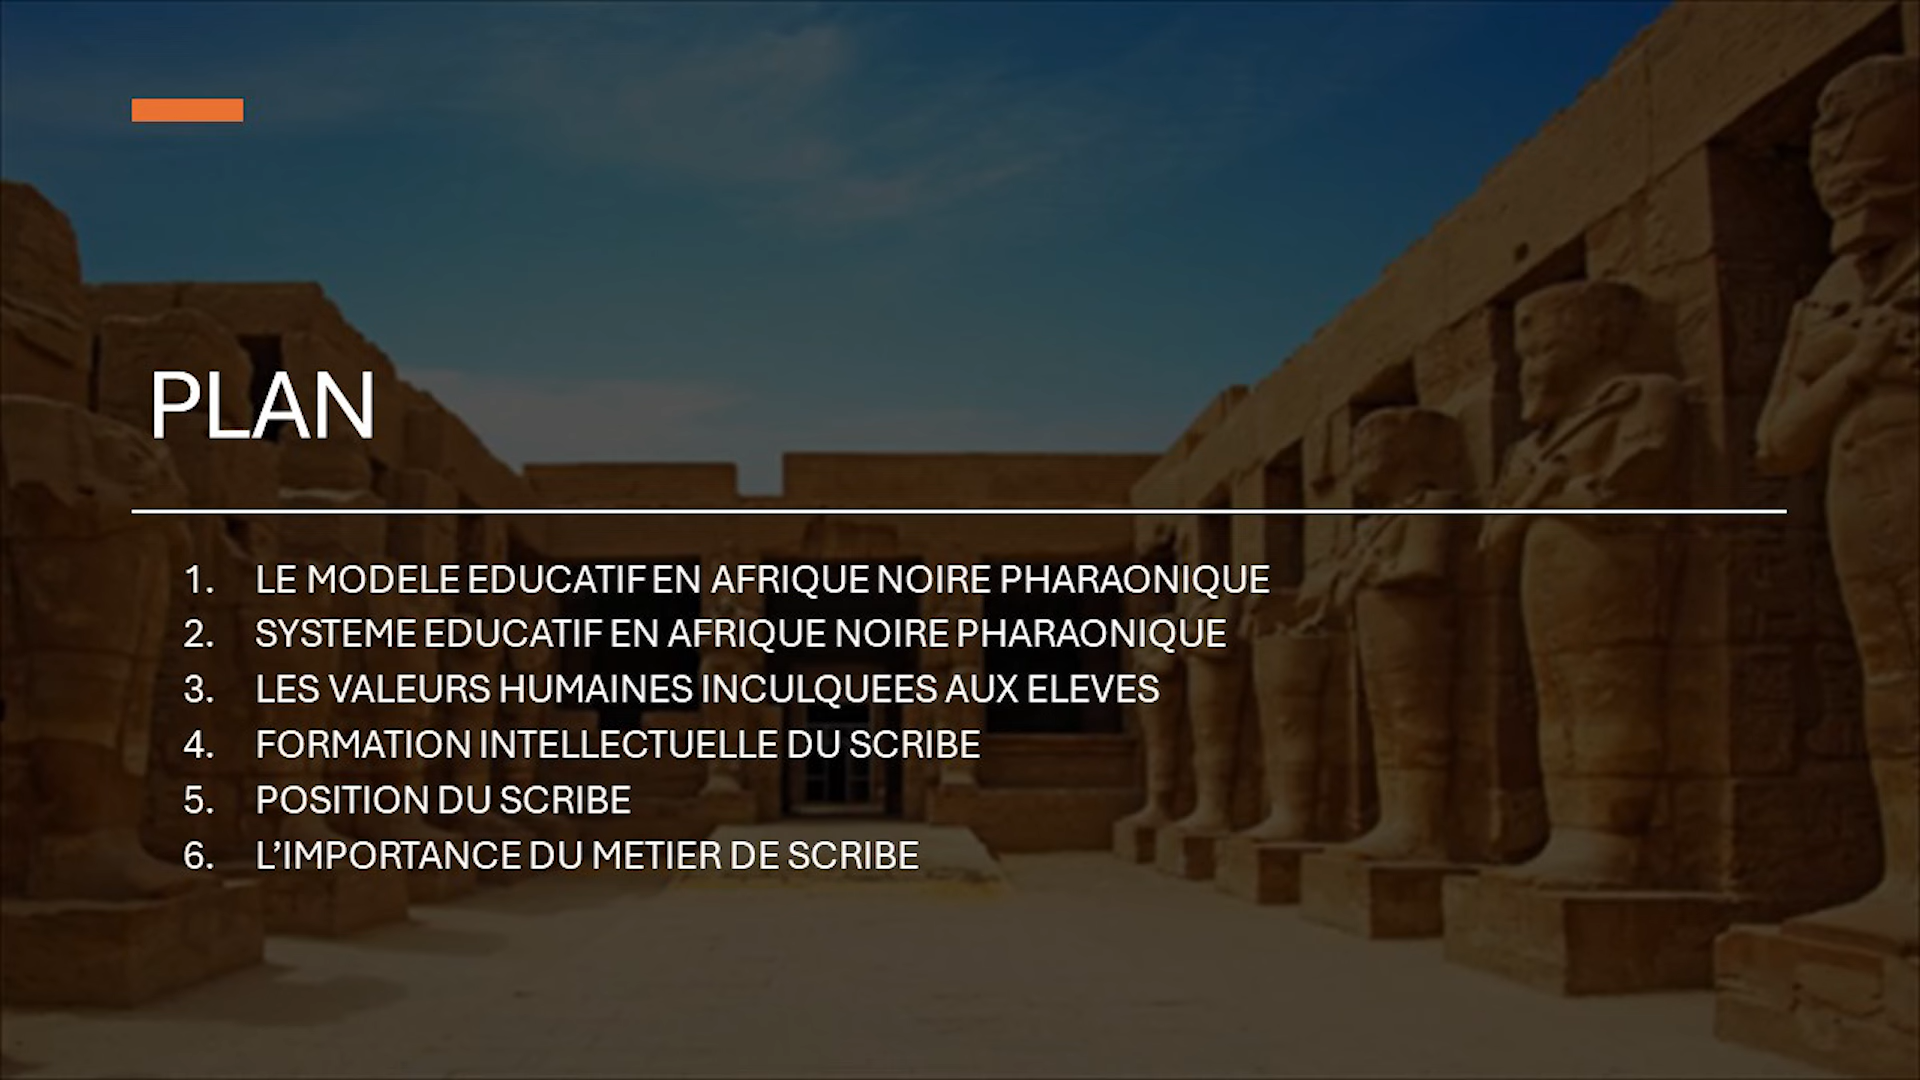 PLAN
1. LE MODELE EDUCATIF EN AFRIQUE NOIRE PHARAONIQUE
2. SYSTEME EDUCATIF EN AFRIQUE NOIRE PHARAONIQUE
3. LES VALEURS HUMAINES INCULQUEES AUX ELEVES
4. FORMATION INTELLECTUELLE DU SCRIBE
5. POSITION DU SCRIBE
6. L’IMPORTANCE DU METIER DE SCRIBE